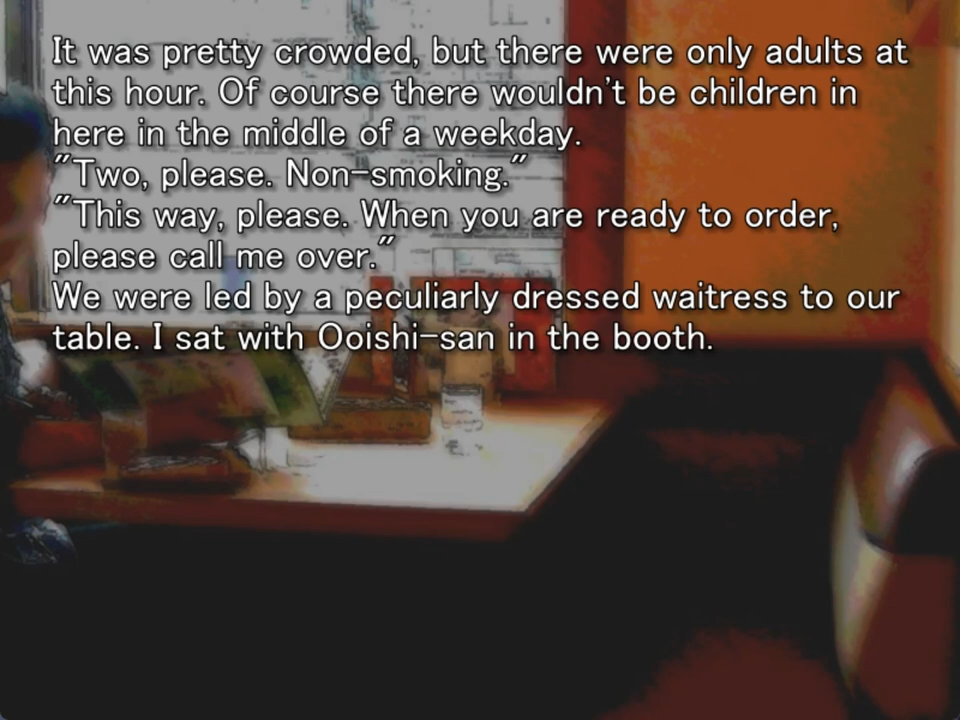 It was pretty crowded, but there were only adults at
this hour. Of course there wouldn't be children in
here in the middle of a weekday.
"Two, please. Non-smoking."
"This way, please. When you are ready to order,
please call me over."
We were led by a peculiarly dressed waitress to our
table. I sat with Ooishi-san in the booth.